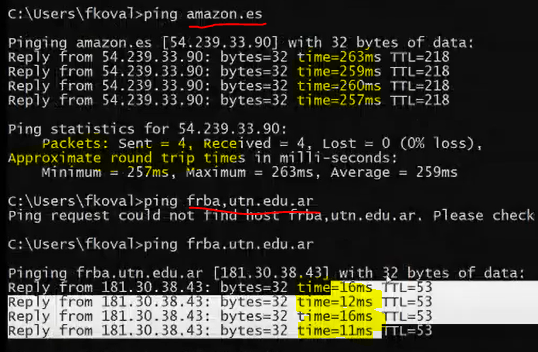 C:\Users\fkoval>ping amazon.es
Pinging amazon.es [54.239.33.90] with 32 bytes of data:
Reply from 54.239.33.90: bytes=32 time=263ms TTL=218
Reply from 54.239.33.90: bytes=32 time=259ms TTL=218
Reply from 54.239.33.90: bytes=32 time=260ms TTL=218
Reply from 54.239.33.90: bytes=32 time=257ms TTL=218
Ping statistics for 54.239.33.90:
Packets: Sent = 4, Received = 4, Lost = 0 (0% loss),
Approximate round trip times in milli-seconds:
Minimum = 257ms, Maximum = 263ms, Average = 259ms
C:\Users\fkoval>ping frba,utn.edu.ar
Ping request could not find host frba,utn.edu.ar. Please check
C:\Users\fkoval>ping frba.utn.edu.ar
Pinging frba.utn.edu.ar [181.30.38.43] with 32 bytes of data:
Reply from 181.30.38.43: bytes=32 time=16ms TTL=53
Reply from 181.30.38.43: bytes=32 time=12ms TTL=53
Reply from 181.30.38.43: bytes=32 time=16ms TTL=53
Reply from 181.30.38.43: bytes=32 time=11ms TTL=53